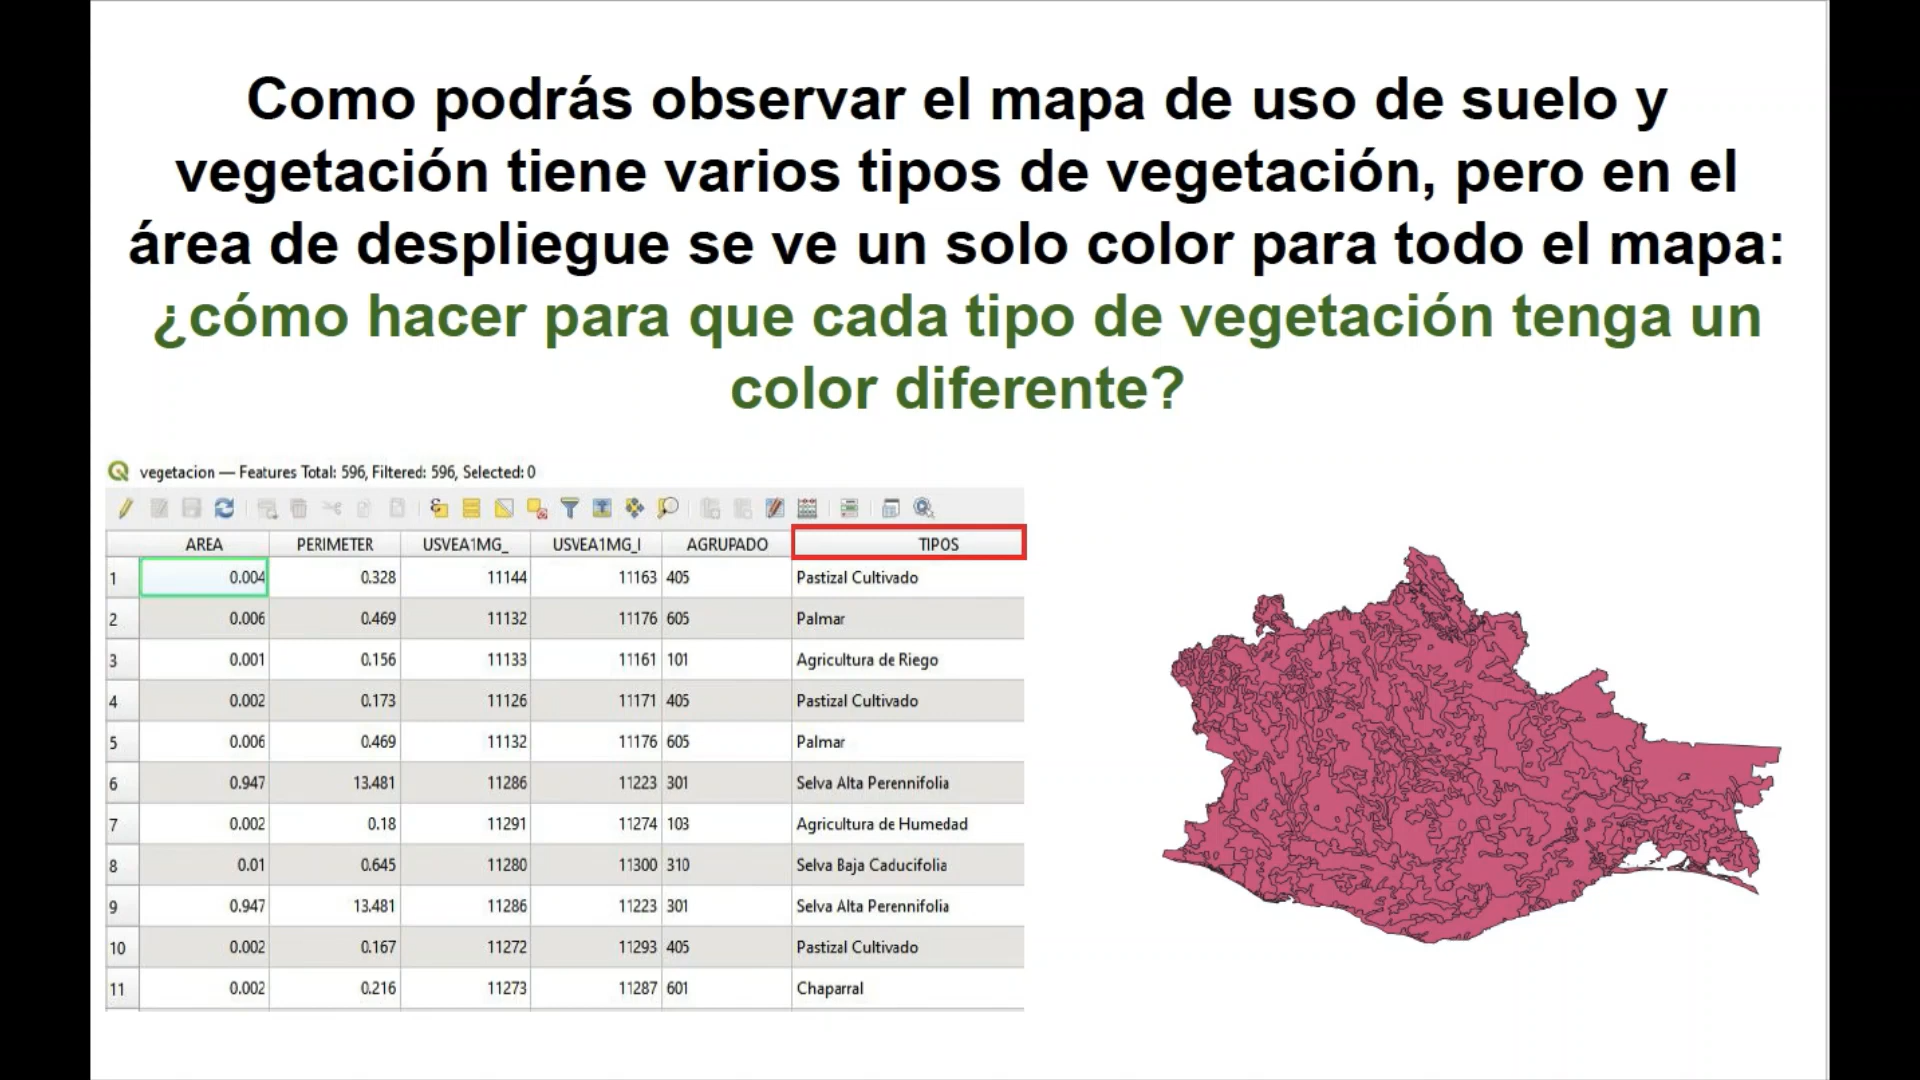 Como podrás observar el mapa de uso de suelo y
vegetación tiene varios tipos de vegetación, pero en el
área de despliegue se ve un solo color para todo el mapa:
¿cómo hacer para que cada tipo de vegetación tenga un
color diferente?
vegetacion — Features Total: 596, Filtered: 596, Selected: 0
AREA PERIMETER USVEA1MG_ USVEA1MG_I AGRUPADO TIPOS
1 0.004 0.328 11144 11163 405 Pastizal Cultivado
2 0.006 0.469 11132 11176 605 Palmar
3 0.001 0.156 11133 11161 101 Agricultura de Riego
4 0.002 0.173 11126 11171 405 Pastizal Cultivado
5 0.006 0.469 11132 11176 605 Palmar
6 0.947 13.481 11286 11223 301 Selva Alta Perennifolia
7 0.002 0.18 11291 11274 103 Agricultura de Humedad
8 0.01 0.645 11280 11300 310 Selva Baja Caducifolia
9 0.947 13.481 11286 11223 301 Selva Alta Perennifolia
10 0.002 0.167 11272 11293 405 Pastizal Cultivado
11 0.002 0.216 11273 11287 601 Chaparral